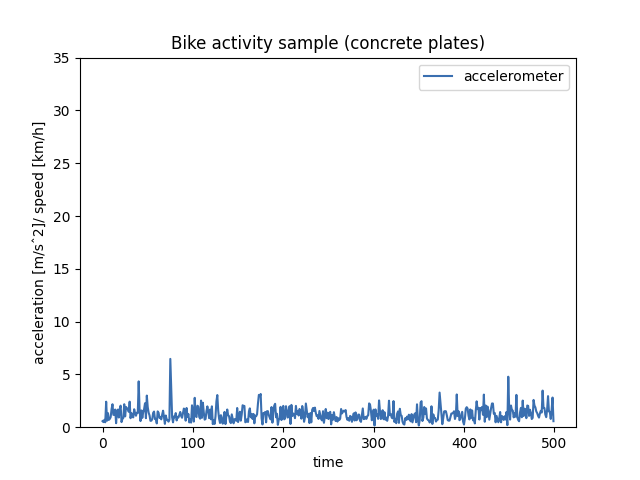 Bike activity sample (concrete plates)
accelerometer
35
30
25
20
15
10
5
0
acceleration [m/sˆ2]/ speed [km/h]
0 100 200 300 400 500
time